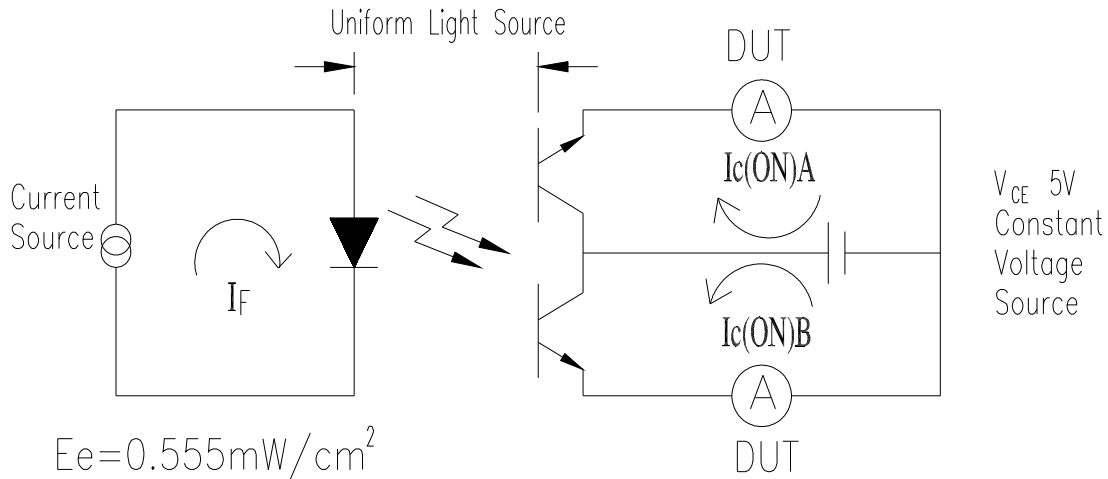 Uniform Light Source
DUT
A
Ic(ON)A
Current
Source
IF
VCE 5V
Constant
Voltage
Source
Ic(ON)B
A
DUT
Ee=0.555mW/cm²